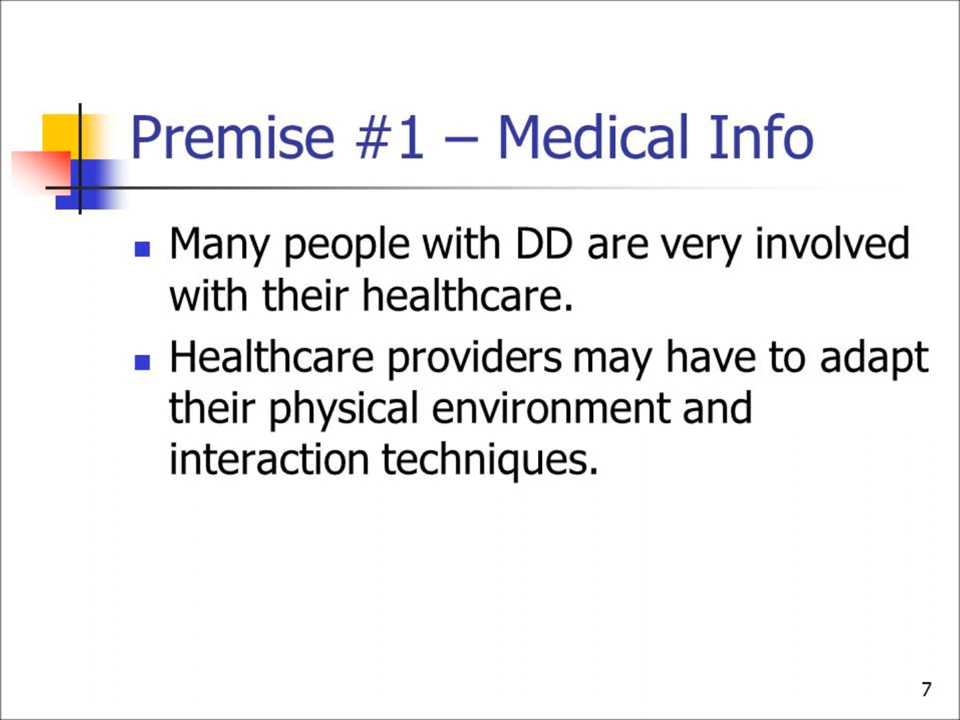 Premise #1 – Medical Info
Many people with DD are very involved
with their healthcare.
Healthcare providers may have to adapt
their physical environment and
interaction techniques.
7